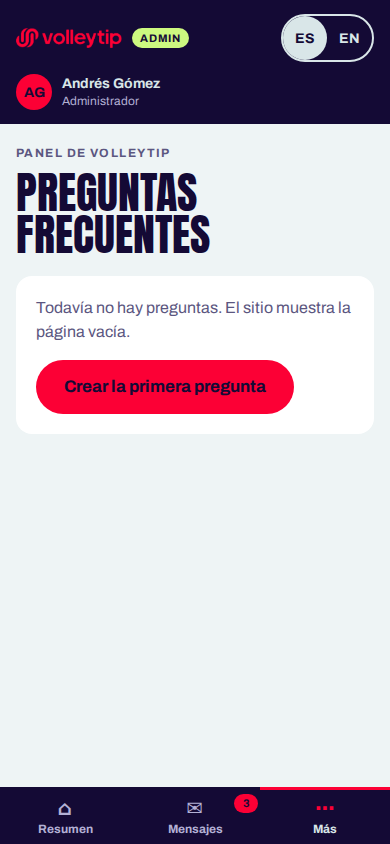 volleytip ADMIN ES EN
AG Andrés Gómez
Administrador
PANEL DE VOLLEYTIP
PREGUNTAS
FRECUENTES
Todavía no hay preguntas. El sitio muestra la
página vacía.
Crear la primera pregunta
3
Resumen Mensajes Más